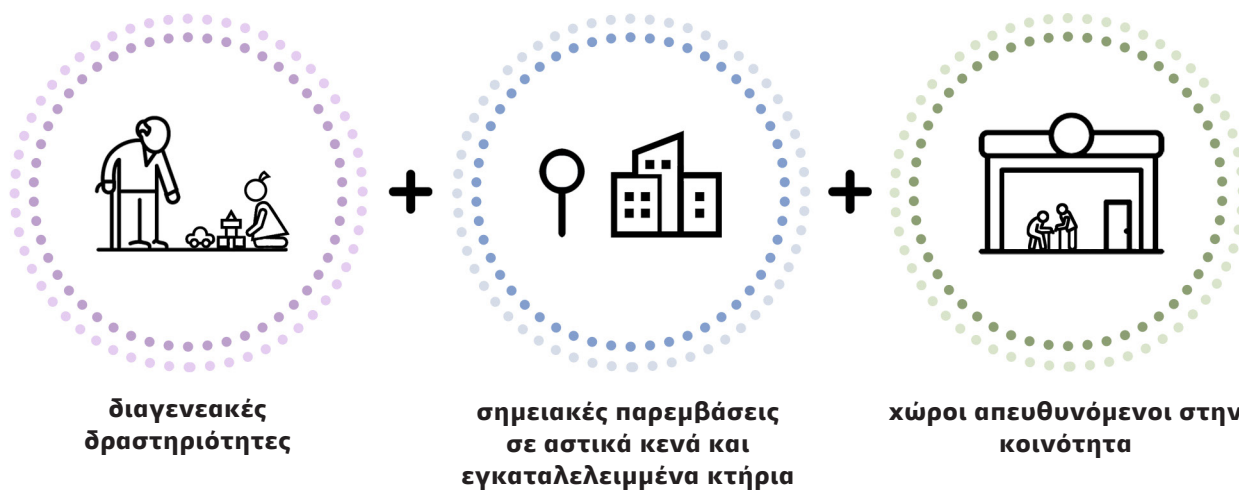 διαγενεακές
δραστηριότητες
σημειακές παρεμβάσεις
σε αστικά κενά και
εγκαταλελειμμένα κτήρια
χώροι απευθυνόμενοι στην
κοινότητα